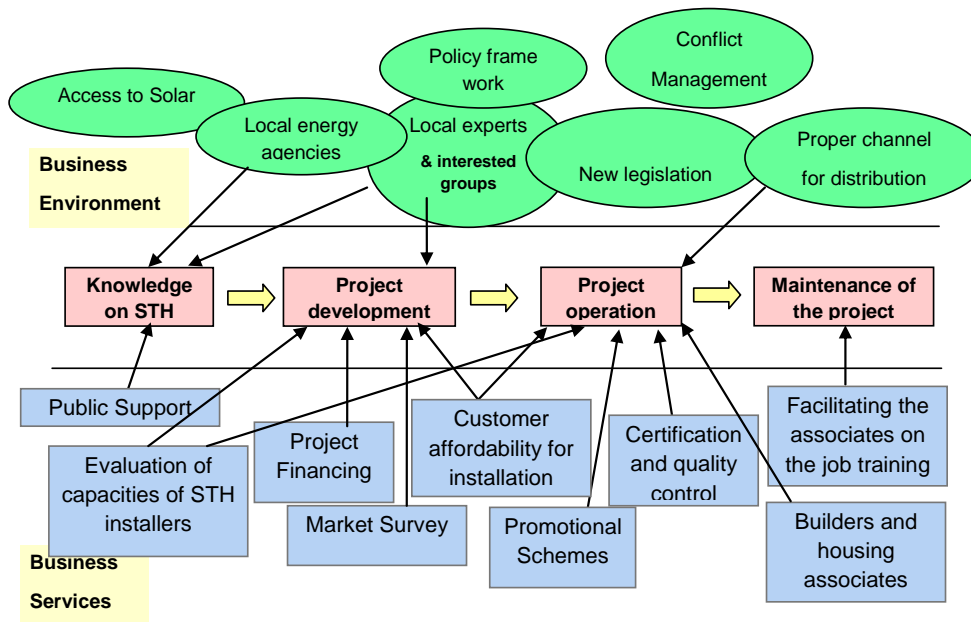 Conflict
Management
Policy frame
work
Access to Solar
Local energy
agencies
Local experts
& interested
groups
New legislation
Proper channel
for distribution
Business
Environment
Knowledge
on STH
Project
development
Project
operation
Maintenance of
the project
Public Support
Evaluation of
capacities of STH
installers
Project
Financing
Market Survey
Customer
affordability for
installation
Promotional
Schemes
Certification
and quality
control
Facilitating the
associates on
the job training
Builders and
housing
associates
Business
Services